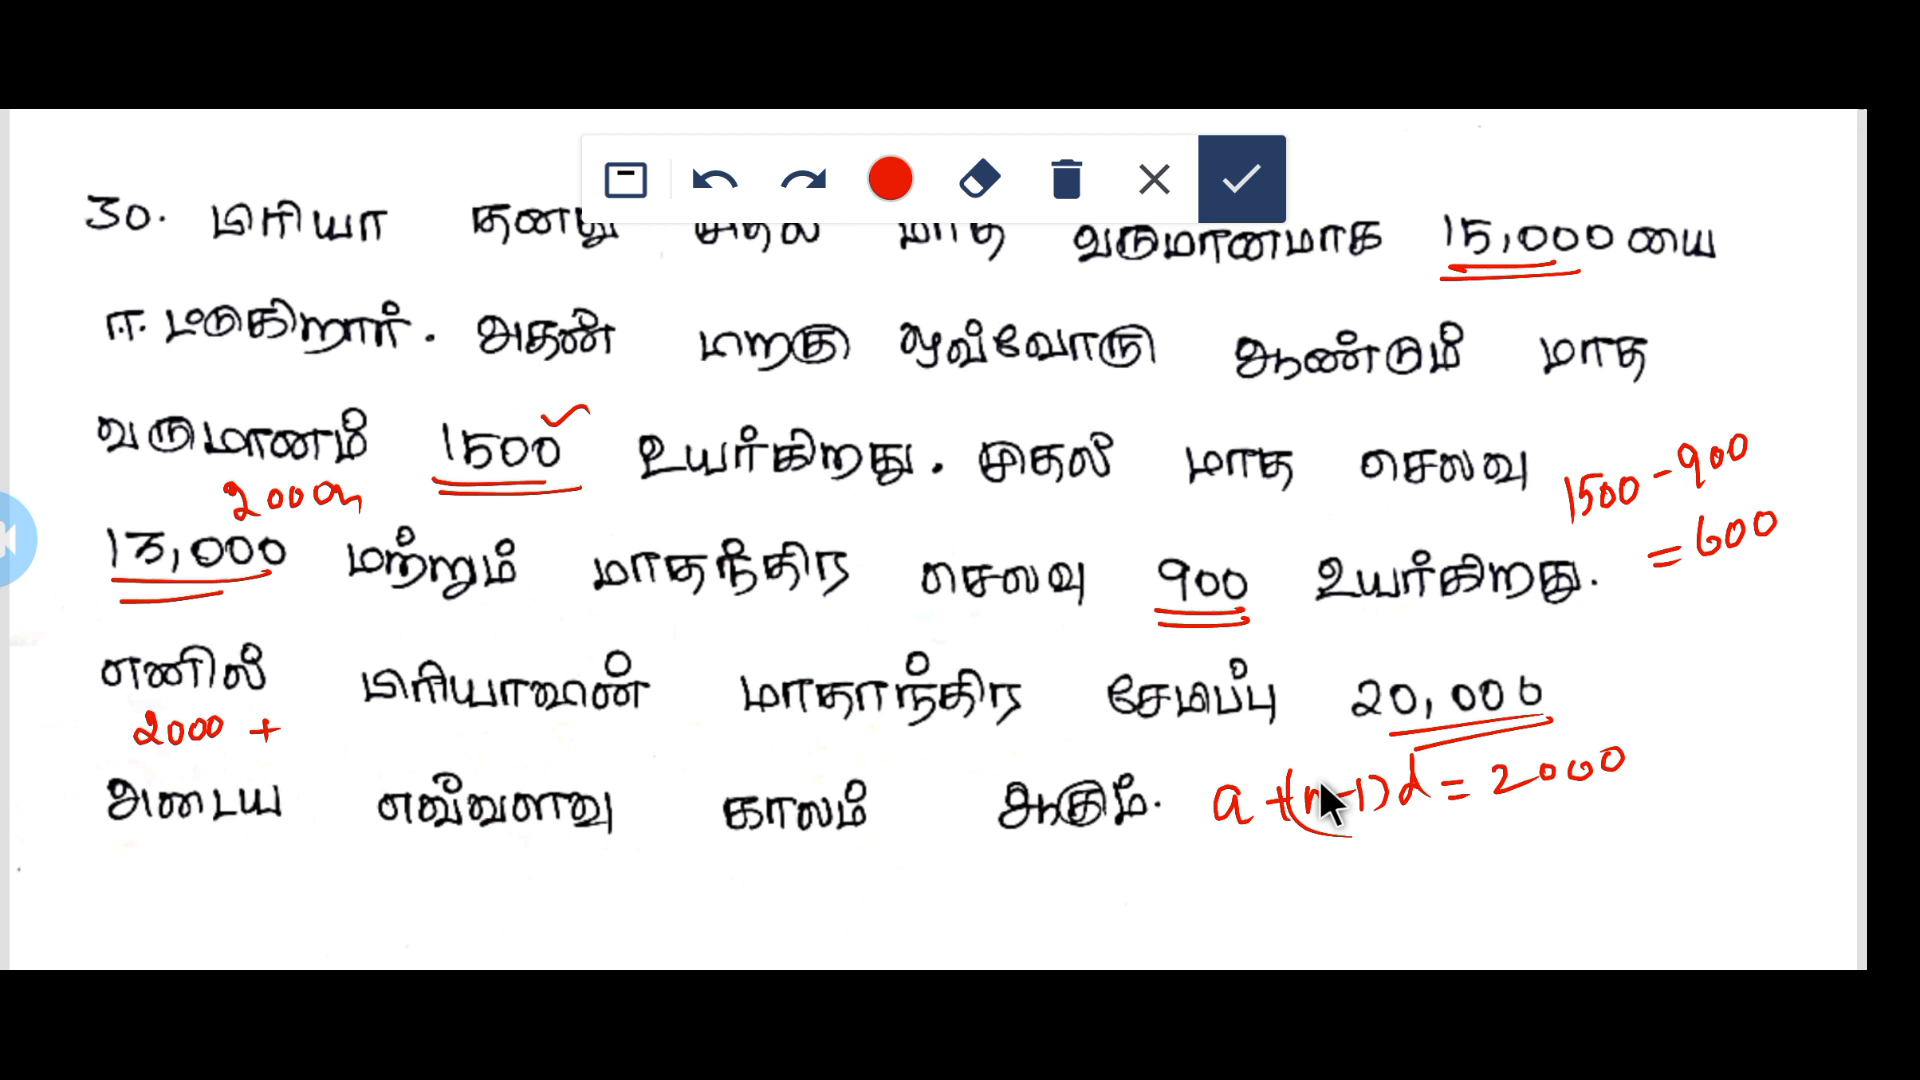 30. பிரியா தனது முதல் மாத வருமானமாக 15,000 யை
ஈட்டுகிறார். அதன் பிறகு ஒவ்வோரு ஆண்டும் மாத
வருமானம் 1500 உயர்கிறது. முதல் மாத செலவு
1500 - 900
2000
13,000 மற்றும் மாதந்திர செலவு 900 உயர்கிறது.
= 600
எனில் பிரியாவின் மாதாந்திர சேமிப்பு 20,000
2000 +
அடைய எவ்வளவு காலம் ஆகும்.
a + (n-1) d = 2000